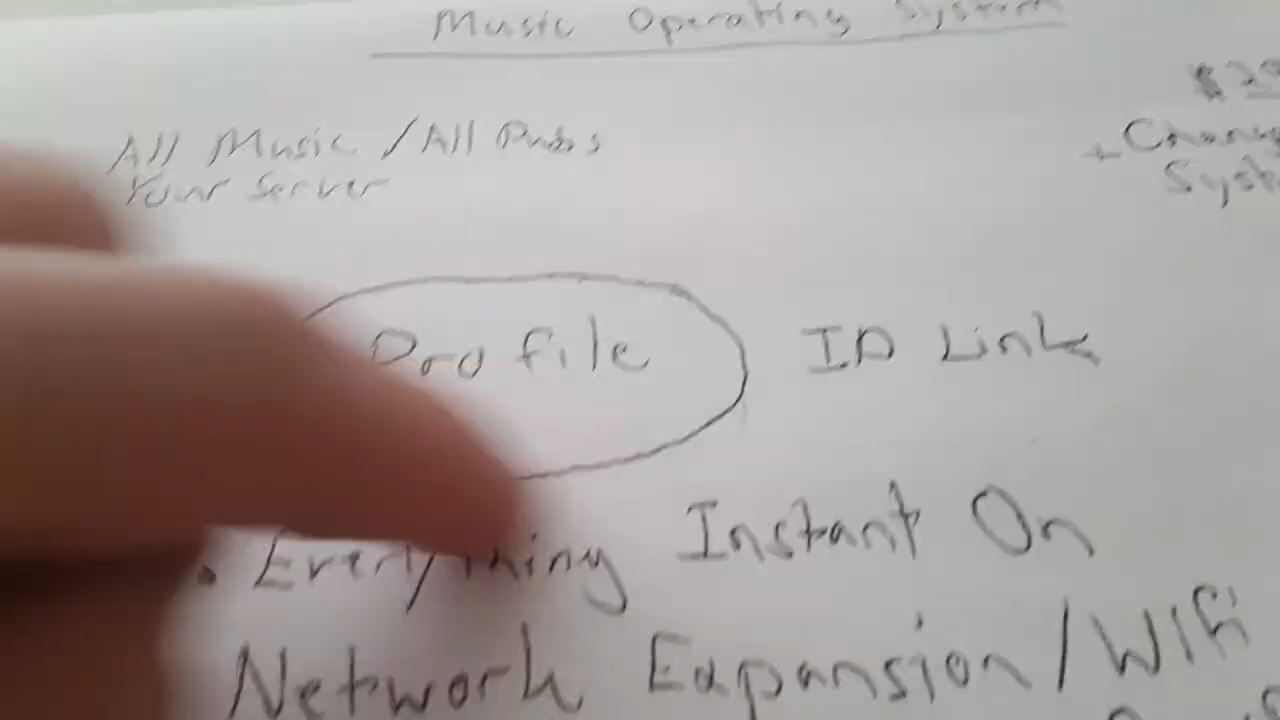 Music Operating System
All Music / All Pubs
Your Server
Profile
ID Link
. Everything Instant On
Network Expansion / Wifi